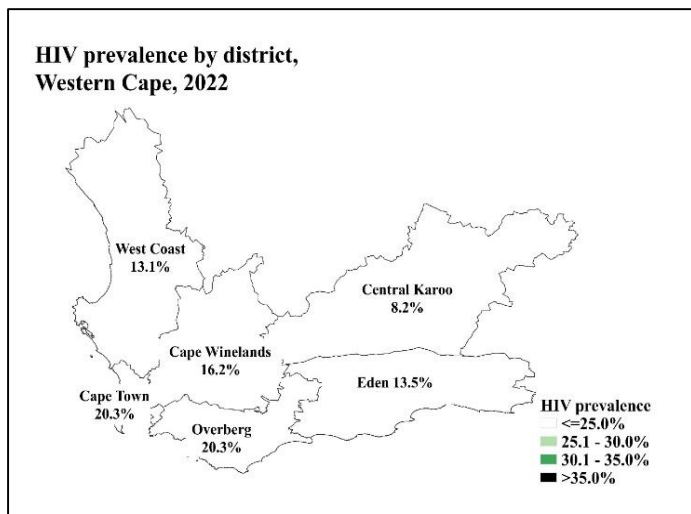 HIV prevalence by district,
Western Cape, 2022
West Coast
13.1%
Central Karoo
8.2%
Cape Winelands
16.2%
Eden 13.5%
Cape Town
20.3%
Overberg
20.3%
HIV prevalence
<=25.0%
25.1 - 30.0%
30.1 - 35.0%
>35.0%